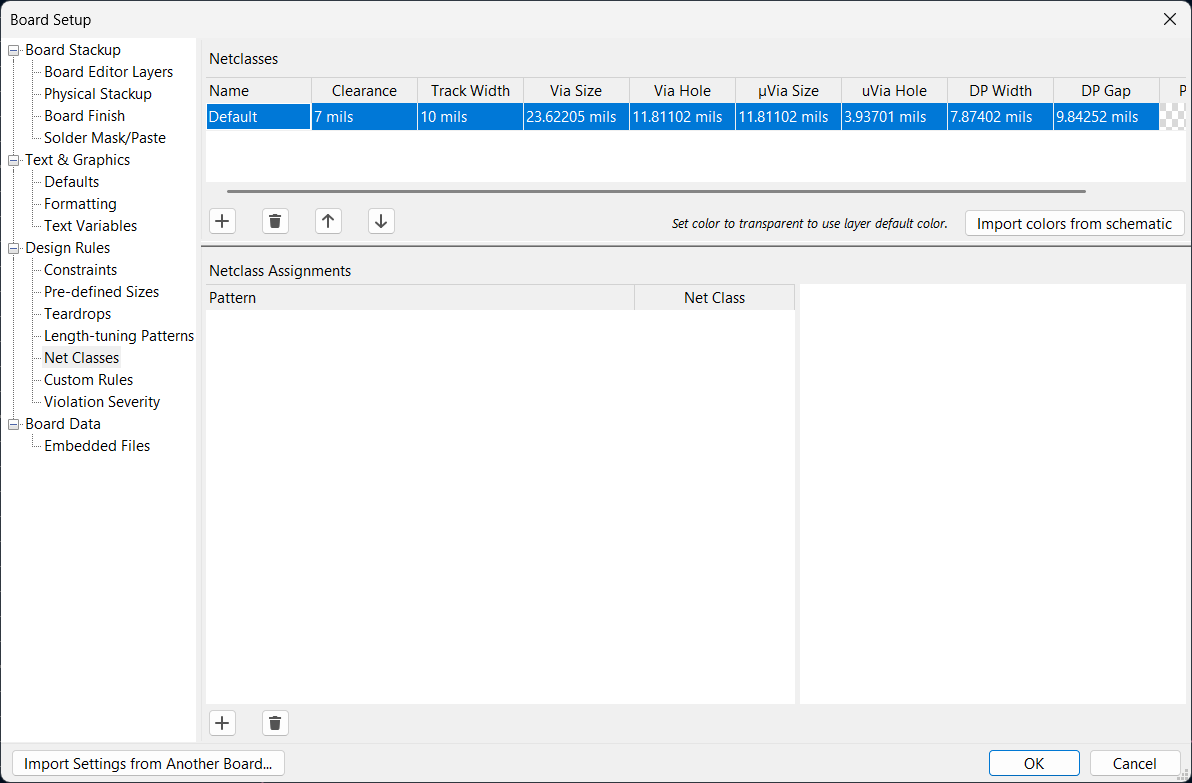 Board Setup
Board Stackup
Board Editor Layers
Physical Stackup
Board Finish
Solder Mask/Paste
Text & Graphics
Defaults
Formatting
Text Variables
Design Rules
Constraints
Pre-defined Sizes
Teardrops
Length-tuning Patterns
Net Classes
Custom Rules
Violation Severity
Board Data
Embedded Files
Netclasses
Name Clearance Track Width Via Size Via Hole µVia Size uVia Hole DP Width DP Gap P
Default 7 mils 10 mils 23.62205 mils 11.81102 mils 11.81102 mils 3.93701 mils 7.87402 mils 9.84252 mils
Set color to transparent to use layer default color. Import colors from schematic
Netclass Assignments
Pattern Net Class
Import Settings from Another Board... OK Cancel